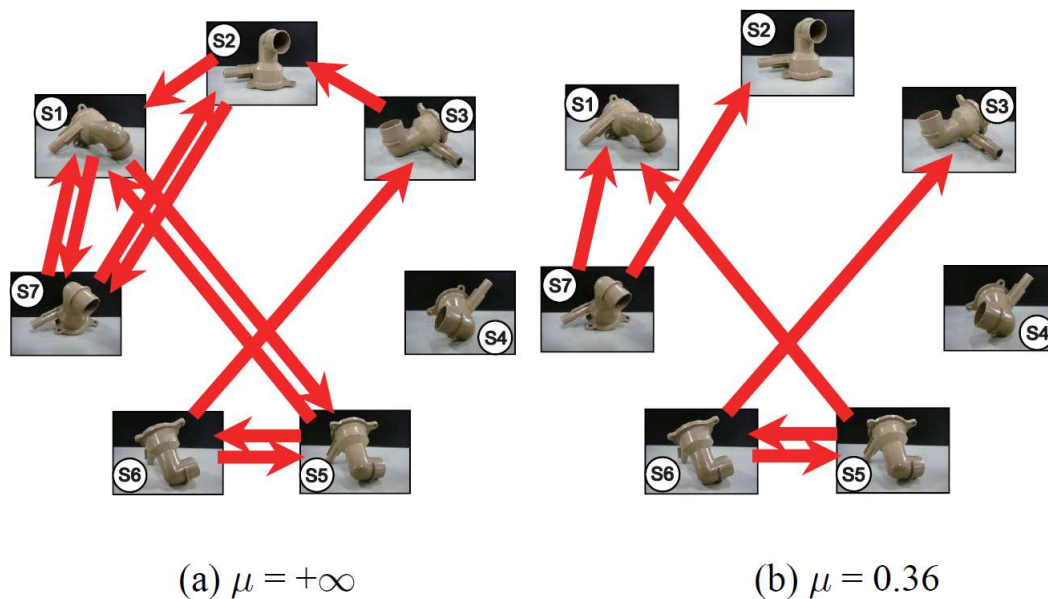 S2
S1
S3
S7
S4
S6
S5
S2
S1
S3
S7
S4
S6
S5
(a) μ = +∞
(b) μ = 0.36